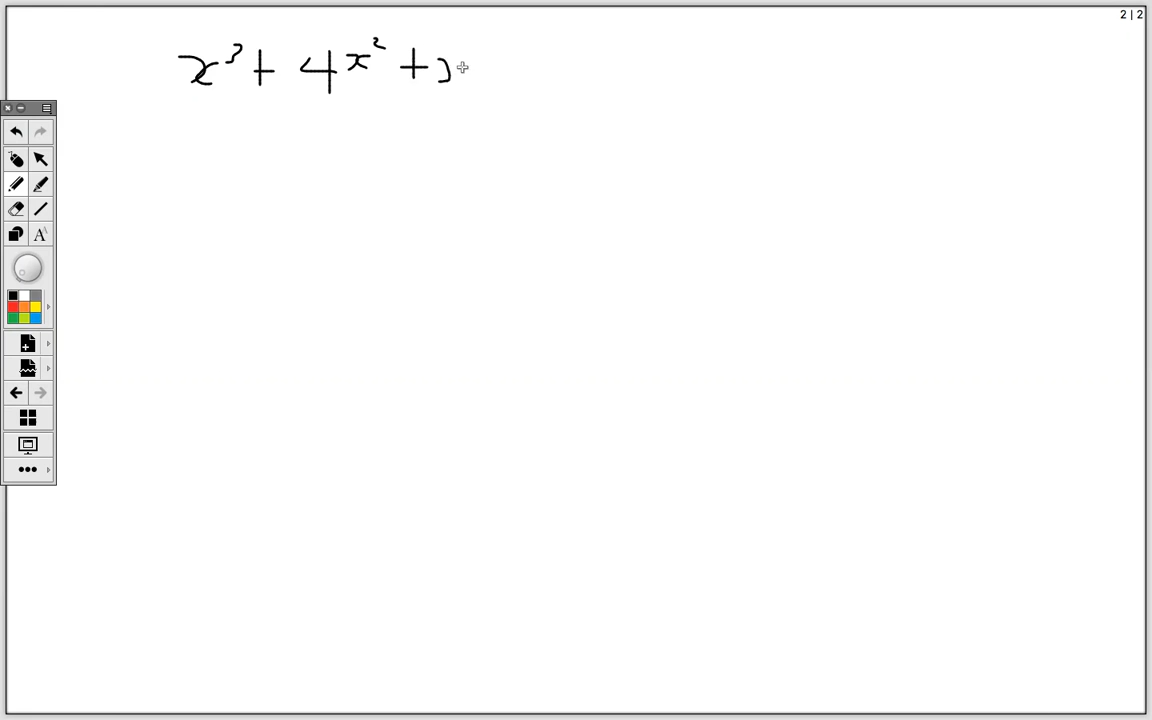 2 | 2
x³ + 4x² +